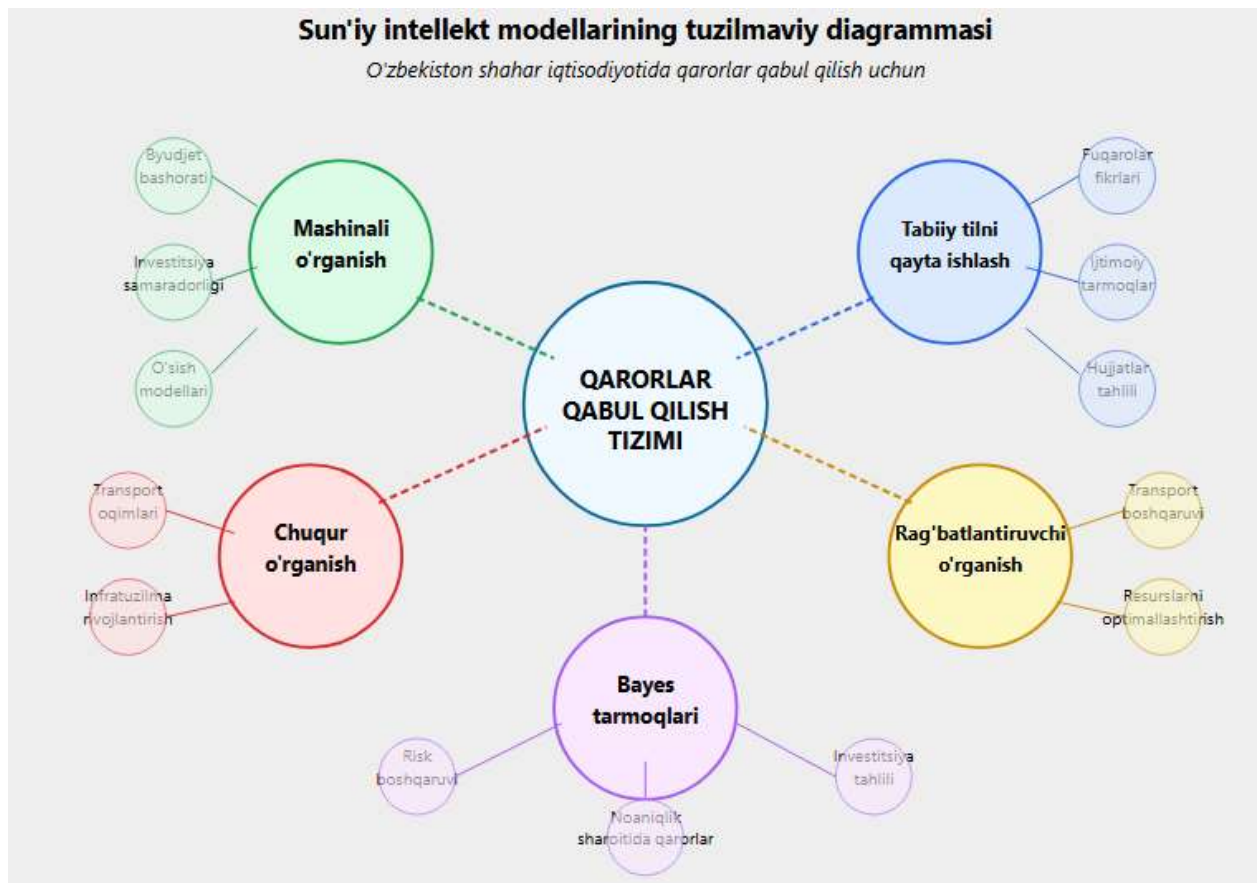 Sun'iy intellekt modellarining tuzilmaviy diagrammasi
O'zbekiston shahar iqtisodiyotida qarorlar qabul qilish uchun
Byudjet
bashorati
Investitsiya
samaradorligi
O'sish
modellari
Mashinali
o'rganish
Tabiiy tilni
qayta ishlash
Fuqarolar
fikrlari
Ijtimoiy
tarmoqlar
Hujjatlar
tahlili
QARORLAR
QABUL QILISH
TIZIMI
Transport
oqimlari
Infratuzilma
rivojlantirish
Chuqur
o'rganish
Rag'batlantiruvchi
o'rganish
Transport
boshqaruvi
Resurslarni
optimallashtirish
Bayes
tarmoqlari
Risk
boshqaruvi
Noaniqlik
sharoitida qarorlar
Investitsiya
tahlili